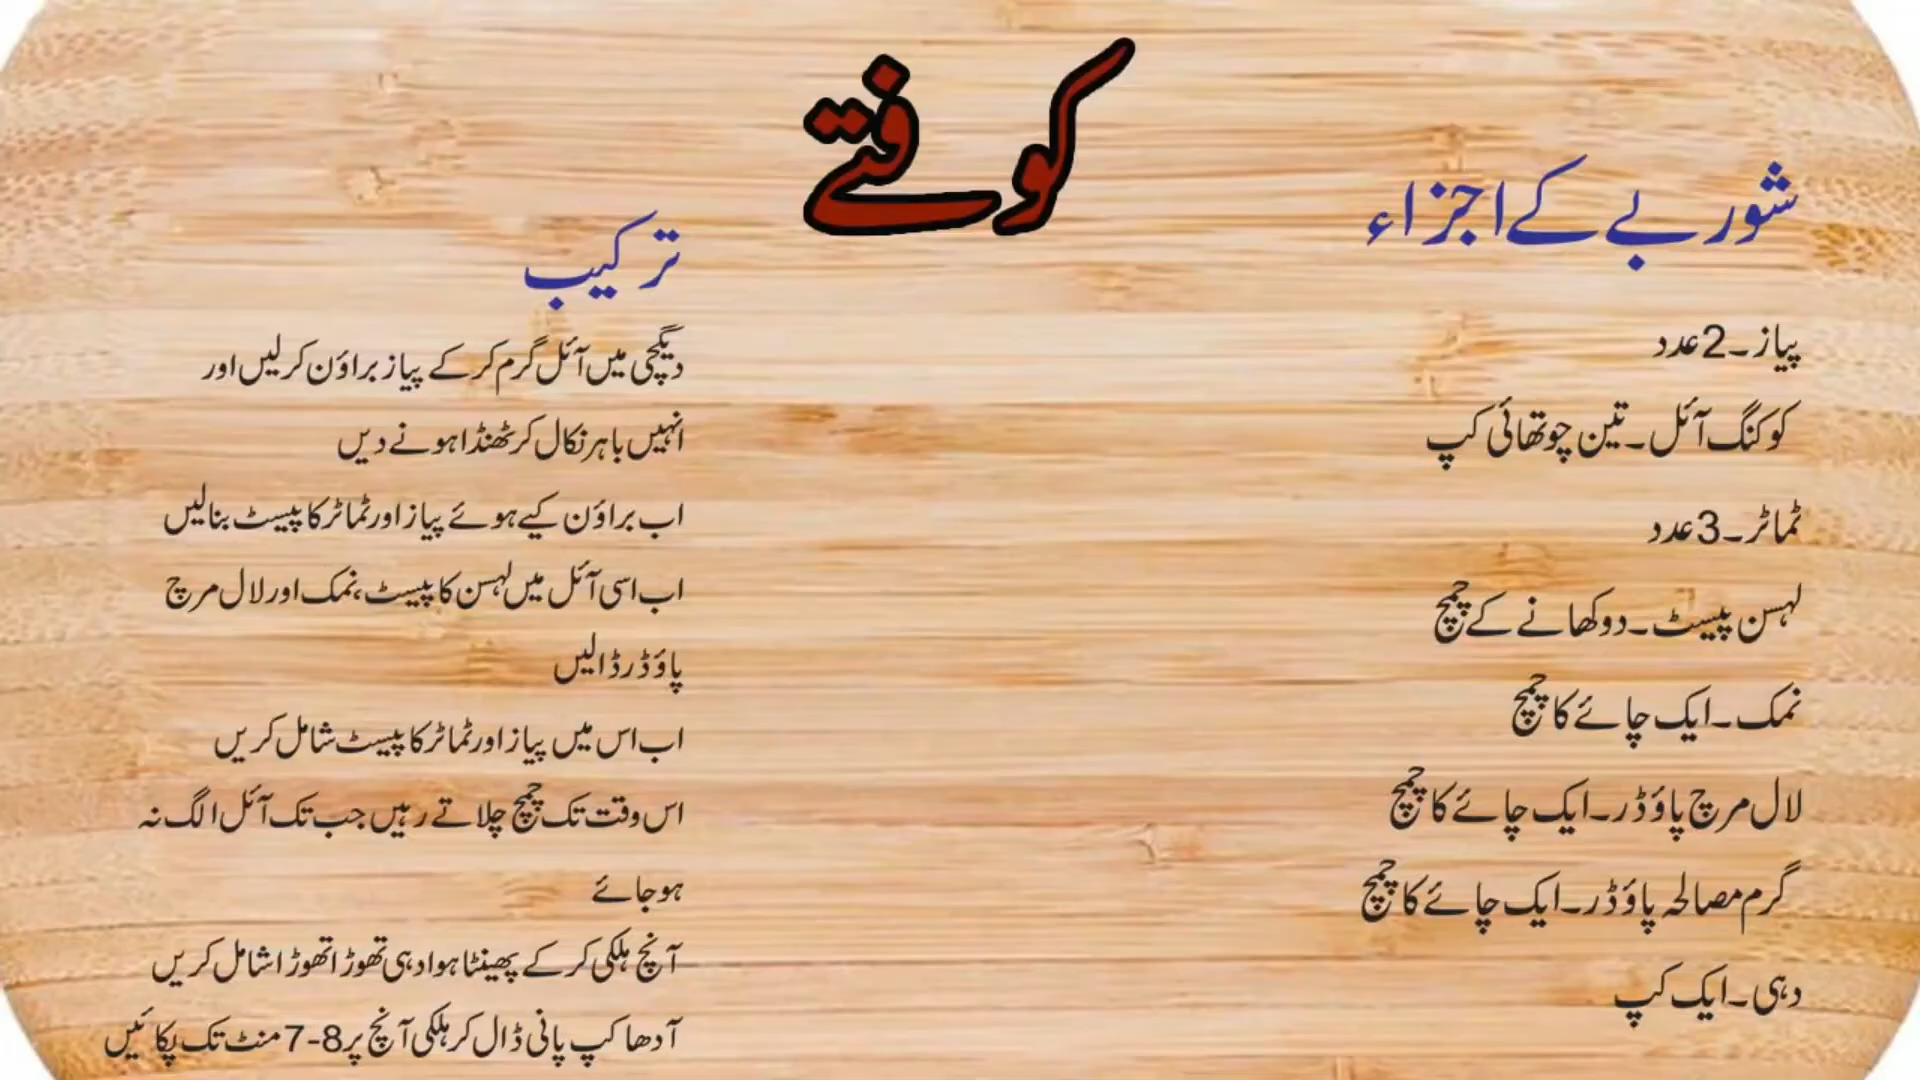 کوفتے
شوربے کے اجزاء
پیاز۔2عدد
کوکنگ آئل۔تین چوتھائی کپ
ٹماٹر۔3عدد
لہسن پیسٹ۔دوکھانے کے چمچ
نمک۔ایک چائے کا چمچ
لال مرچ پاؤڈر۔ایک چائے کا چمچ
گرم مصالحہ پاؤڈر۔ایک چائے کا چمچ
دہی۔ایک کپ
ترکیب
دیگچی میں آئل گرم کر کے پیاز براؤن کر لیں اور
انہیں باہر نکال کر ٹھنڈا ہونے دیں
اب براؤن کیے ہوئے پیاز اور ٹماٹر کا پیسٹ بنالیں
اب اسی آئل میں لہسن کا پیسٹ،نمک اور لال مرچ
پاؤڈر ڈالیں
اب اس میں پیاز اور ٹماٹر کا پیسٹ شامل کریں
اس وقت تک چمچ چلاتے رہیں جب تک آئل الگ نہ
ہوجائے
آنچ ہلکی کر کے پھینٹا ہوا دہی تھوڑا تھوڑا شامل کریں
آدھا کپ پانی ڈال کر ہلکی آنچ پر 8-7 منٹ تک پکائیں